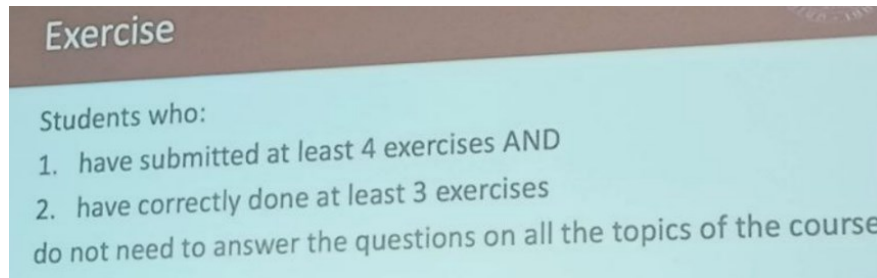 Exercise
Students who:
1. have submitted at least 4 exercises AND
2. have correctly done at least 3 exercises
do not need to answer the questions on all the topics of the course